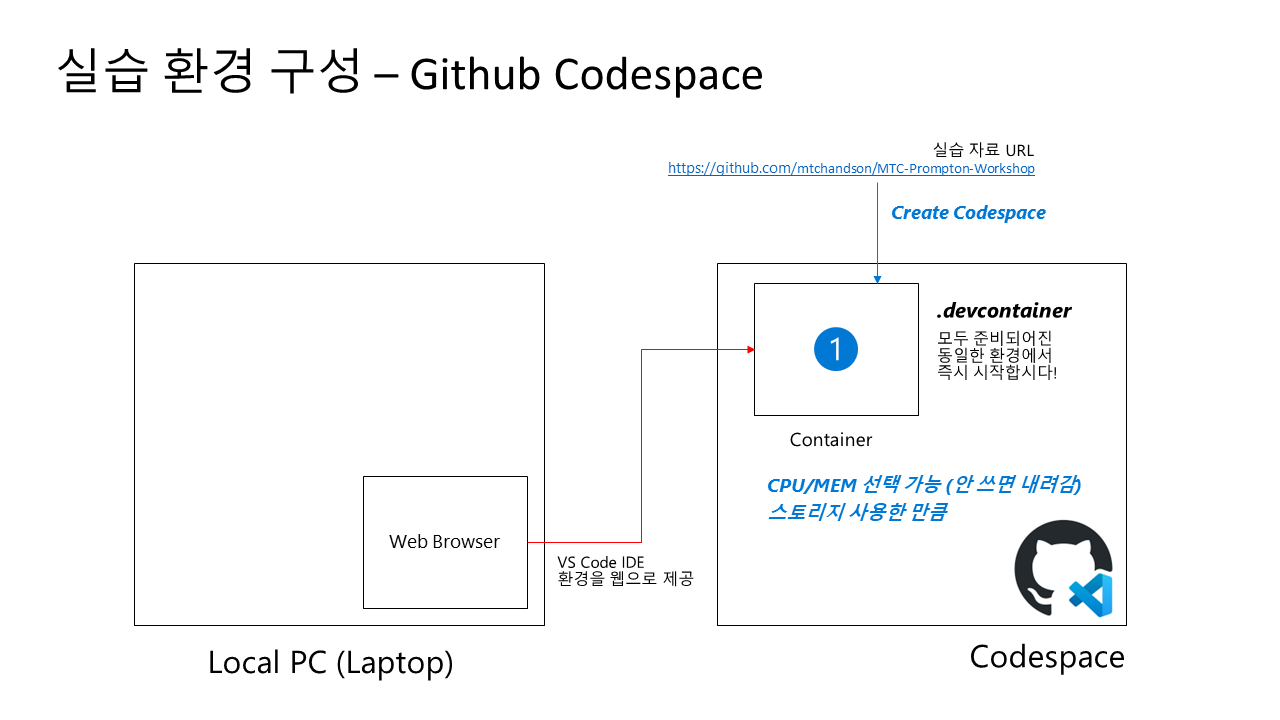 실습 환경 구성 – Github Codespace
실습 자료 URL
https://github.com/mtchandson/MTC-Prompton-Workshop
Create Codespace
1
.devcontainer
모두 준비되어진
동일한 환경에서
즉시 시작합시다!
Container
CPU/MEM 선택 가능 (안 쓰면 내려감)
스토리지 사용한 만큼
Web Browser
VS Code IDE
환경을 웹으로 제공
Local PC (Laptop)
Codespace